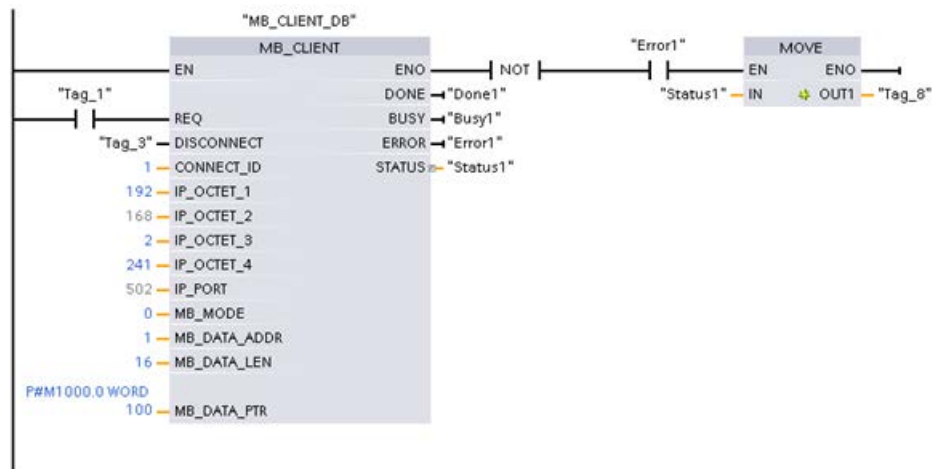 "MB_CLIENT_DB"
MB_CLIENT "Error1" MOVE
EN ENO NOT EN ENO
"Tag_1" DONE "Done1" "Status1" IN OUT1 "Tag_8"
REQ BUSY "Busy1"
"Tag_3" DISCONNECT ERROR "Error1"
1 CONNECT_ID STATUS "Status1"
192 IP_OCTET_1
168 IP_OCTET_2
2 IP_OCTET_3
241 IP_OCTET_4
502 IP_PORT
0 MB_MODE
1 MB_DATA_ADDR
16 MB_DATA_LEN
P#M1000.0 WORD
100 MB_DATA_PTR